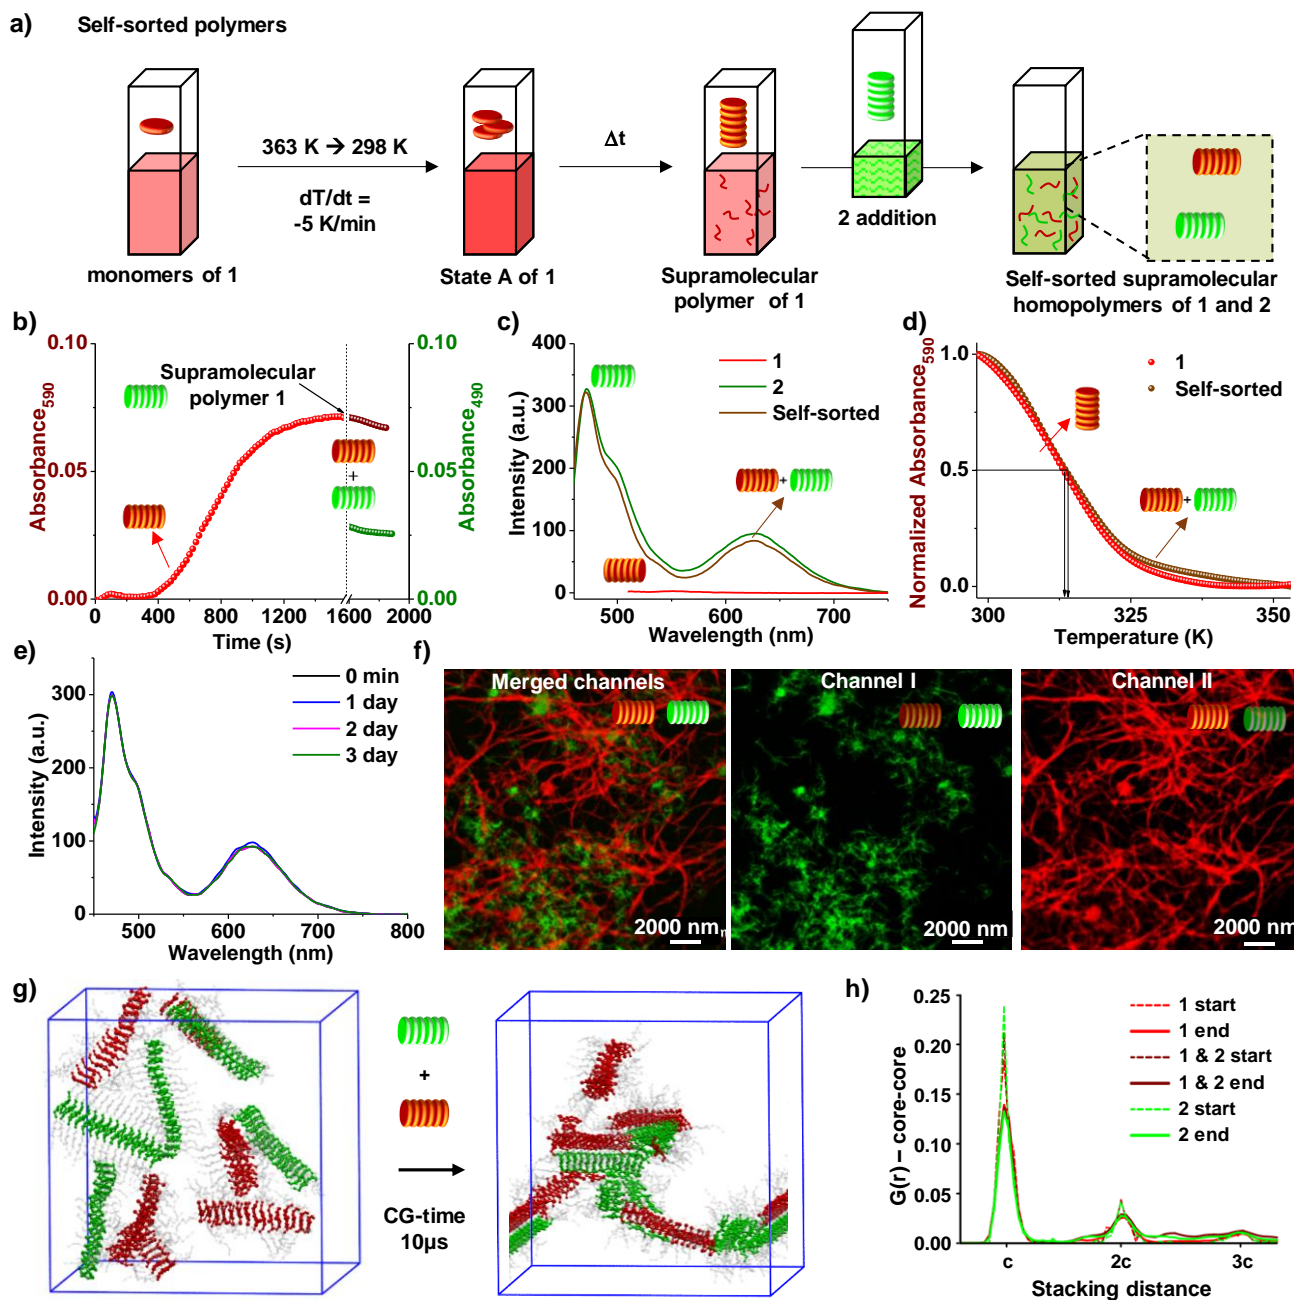 a) Self-sorted polymers
363 K → 298 K
dT/dt =
-5 K/min
Δt
2 addition
monomers of 1
State A of 1
Supramolecular
polymer of 1
Self-sorted supramolecular
homopolymers of 1 and 2
b)
0.10
0.05
0.00
Absorbance590
Supramolecular
polymer 1
+
0.10
0.05
0.00
Absorbance490
0 400 800 1200 1600 2000
Time (s)
c)
400
300
200
100
0
Intensity (a.u.)
1
2
Self-sorted
+
500 600 700
Wavelength (nm)
d)
1.0
0.5
0.0
Normalized Absorbance590
1
Self-sorted
+
300 325 350
Temperature (K)
e)
300
200
100
0
Intensity (a.u.)
0 min
1 day
2 day
3 day
500 600 700 800
Wavelength (nm)
f)
Merged channels
2000 nm
Channel I
2000 nm
Channel II
2000 nm
g)
+
CG-time
10µs
h)
0.25
0.20
0.15
0.10
0.05
0.00
G(r) – core-core
1 start
1 end
1 & 2 start
1 & 2 end
2 start
2 end
c 2c 3c
Stacking distance